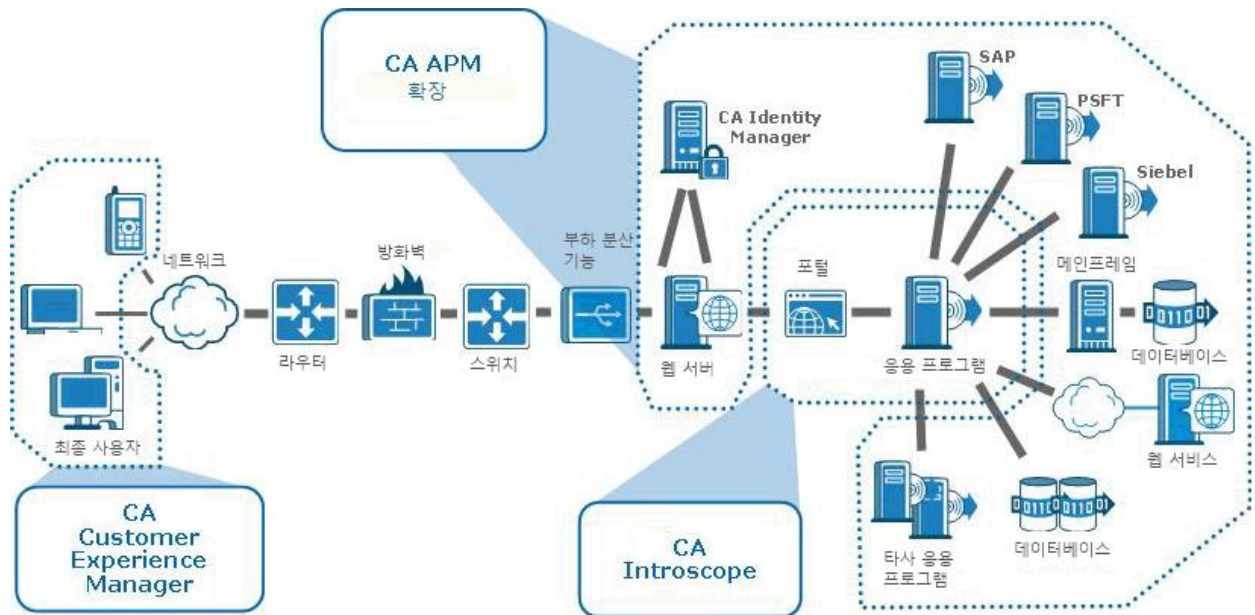 CA APM
확장
SAP
PSFT
CA Identity
Manager
Siebel
네트워크
방화벽
부하 분산
기능
포털
메인프레임
라우터
스위치
웹 서버
응용 프로그램
데이터베이스
최종 사용자
웹 서비스
CA
Customer
Experience
Manager
CA
Introscope
타사 응용
프로그램
데이터베이스